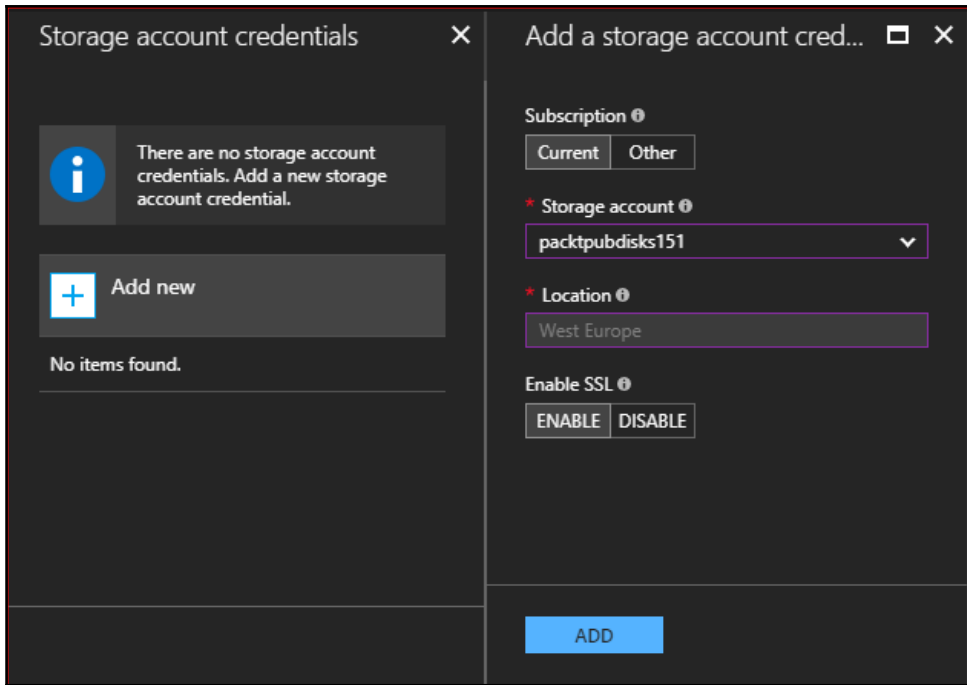 Storage account credentials
There are no storage account
credentials. Add a new storage
account credential.
Add new
No items found.
Add a storage account cred...
Subscription
Current Other
* Storage account
packtpubdisks151
* Location
West Europe
Enable SSL
ENABLE DISABLE
ADD